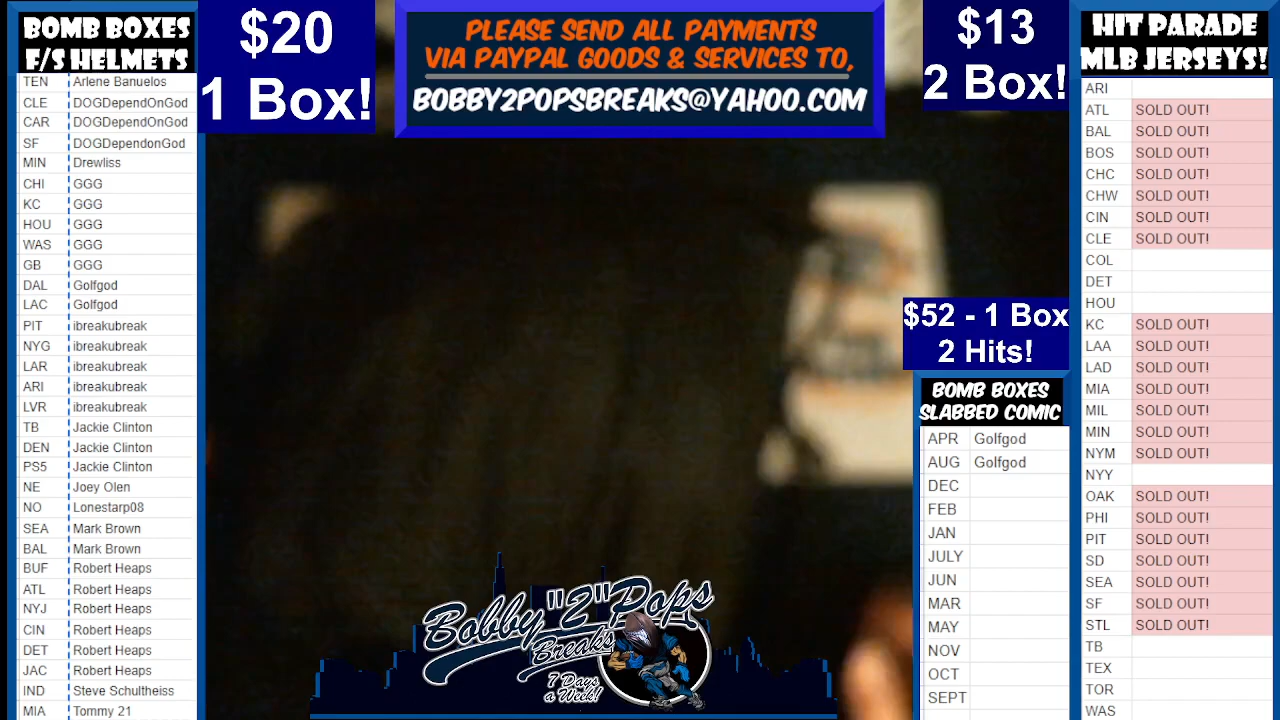 BOMB BOXES
F/S HELMETS
TEN Arlene Banuelos
CLE DOGDependOnGod
CAR DOGDependOnGod
SF DOGDependonGod
MIN Drewliss
CHI GGG
KC GGG
HOU GGG
WAS GGG
GB GGG
DAL Golfgod
LAC Golfgod
PIT ibreakubreak
NYG ibreakubreak
LAR ibreakubreak
ARI ibreakubreak
LVR ibreakubreak
TB Jackie Clinton
DEN Jackie Clinton
PS5 Jackie Clinton
NE Joey Olen
NO Lonestarp08
SEA Mark Brown
BAL Mark Brown
BUF Robert Heaps
ATL Robert Heaps
NYJ Robert Heaps
CIN Robert Heaps
DET Robert Heaps
JAC Robert Heaps
IND Steve Schultheiss
MIA Tommy 21
$20
1 Box!
PLEASE SEND ALL PAYMENTS
VIA PAYPAL GOODS & SERVICES TO,
BOBBY2POPSBREAKS@YAHOO.COM
Bobby "2" Pops
Breaks
7 Days
a Week!
$13
2 Box!
$52 - 1 Box
2 Hits!
BOMB BOXES
SLABBED COMIC
APR Golfgod
AUG Golfgod
DEC
FEB
JAN
JULY
JUN
MAR
MAY
NOV
OCT
SEPT
HIT PARADE
MLB JERSEYS!
ARI
ATL SOLD OUT!
BAL SOLD OUT!
BOS SOLD OUT!
CHC SOLD OUT!
CHW SOLD OUT!
CIN SOLD OUT!
CLE SOLD OUT!
COL
DET
HOU
KC SOLD OUT!
LAA SOLD OUT!
LAD SOLD OUT!
MIA SOLD OUT!
MIL SOLD OUT!
MIN SOLD OUT!
NYM SOLD OUT!
NYY
OAK SOLD OUT!
PHI SOLD OUT!
PIT SOLD OUT!
SD SOLD OUT!
SEA SOLD OUT!
SF SOLD OUT!
STL SOLD OUT!
TB
TEX
TOR
WAS